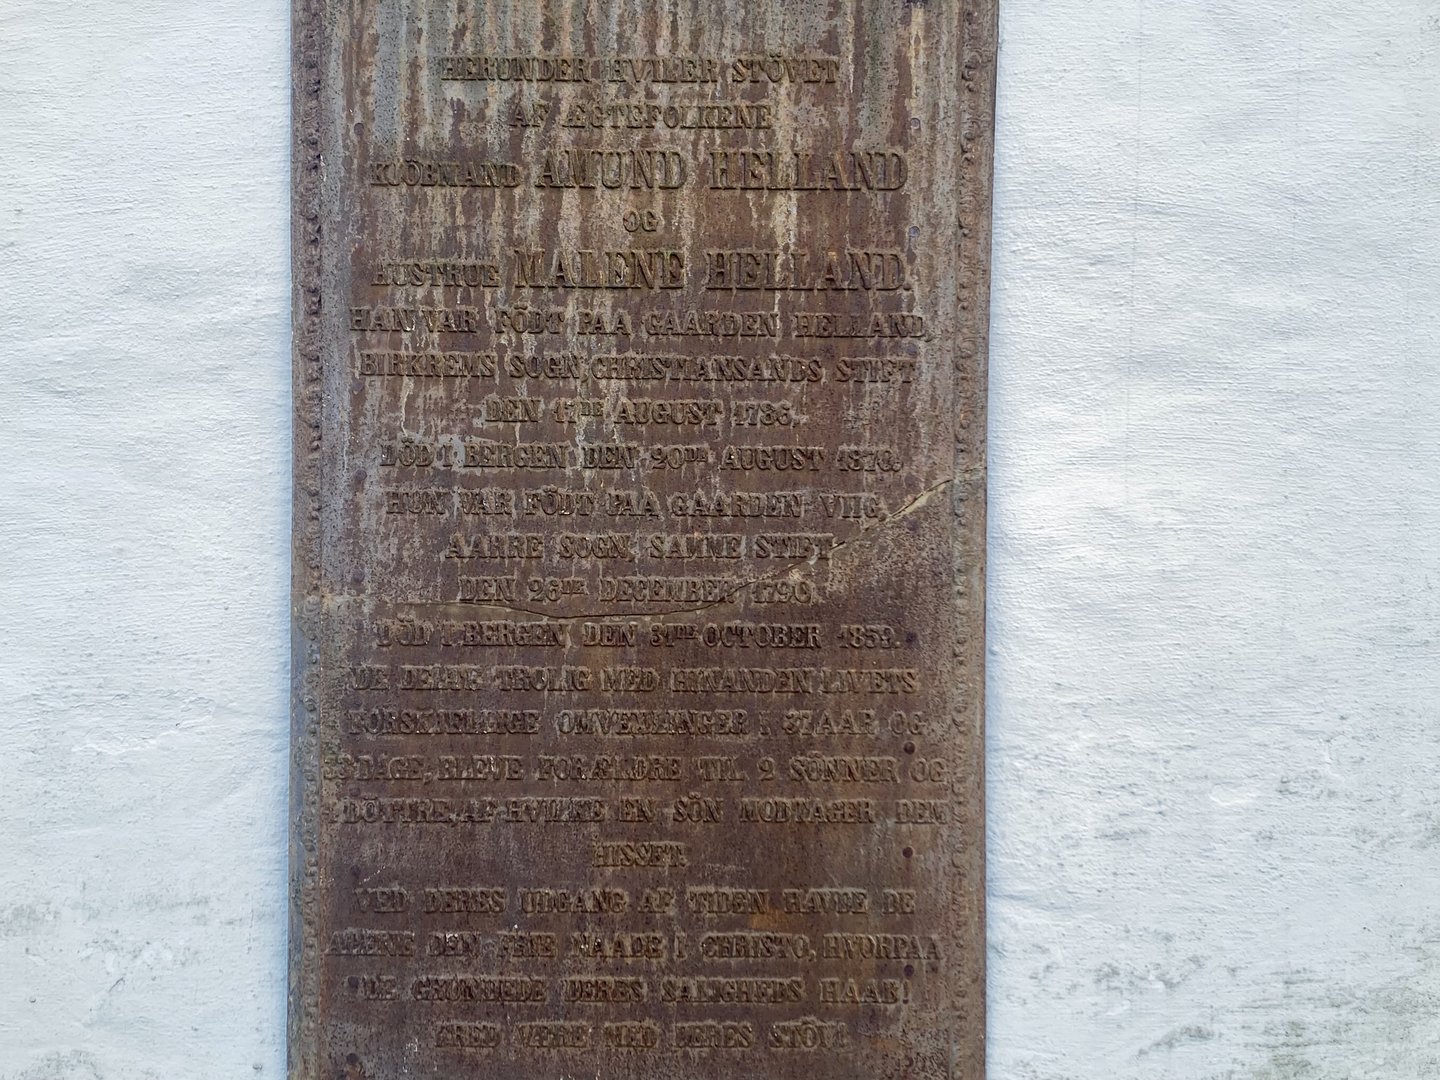 HERUNDER HVILER STÖVET
AF ÆGTEFOLKENE
KJÖBMAND AMUND HELLAND
OG
HUSTRUE MALENE HELLAND.
HAN VAR FÖDT PAA GAARDEN HELLAND,
BIRKREMS SOGN, CHRISTIANSANDS STIFT
DEN 17DE AUGUST 1786.
DÖD I BERGEN DEN 20DE AUGUST 1870.
HUN VAR FÖDT PAA GAARDEN VIIG,
AARRE SOGN, SAMME STIFT
DEN 26DE DECEMBER 1790.
DÖD I BERGEN DEN 31TE OCTOBER 1859.
DE DEELTE TROLIG MED HINANDEN LIVETS
FORSKJELLIGE OMVEXLINGER I 37 AAR OG
33 DAGE, BLEVE FORÆLDRE TIL 2 SÖNNER OG
DÖTTRE, AF HVILKE EN SÖN MODTAGER DEM
HISSET.
VED DERES UDGANG AF TIDEN HAVDE DE
ALENE DEN FRIE NAADE I CHRISTO, HVORPAA
DE GRUNDEDE DERES SALIGHEDS HAAB!
FRED VÆRE MED DERES STÖV!